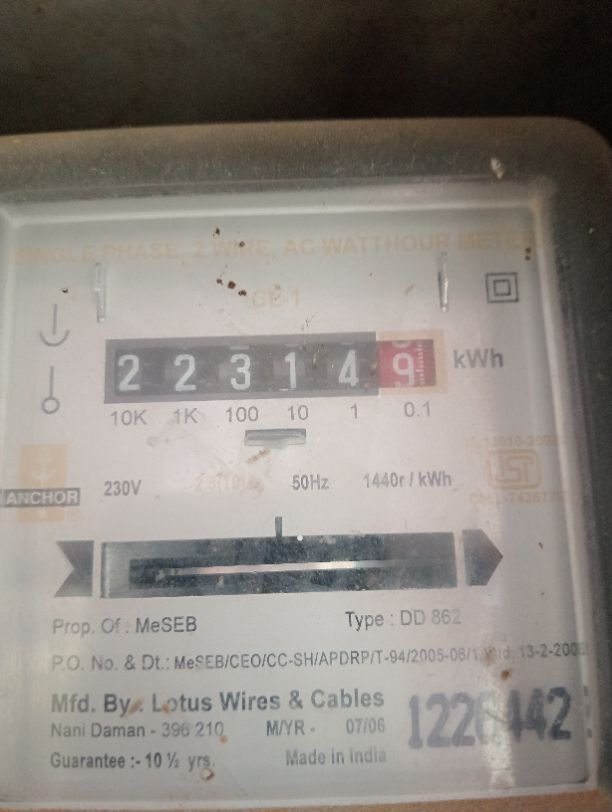 SINGLE PHASE, 2 WIRE, AC WATTHOUR METER
CE-1
2 2 3 1 4 9 kWh
10K 1K 100 10 1 0.1
ANCHOR
230V 50Hz 1440r / kWh
Prop. Of : MeSEB Type : DD 862
P.O. No. & Dt.: MeSEB/CEO/CC-SH/APDRP/T-94/2005-06/1
Mfd. By. Lotus Wires & Cables
Nani Daman - 396 210 M/YR - 07/06
Guarantee :- 10 ½ yrs. Made in India